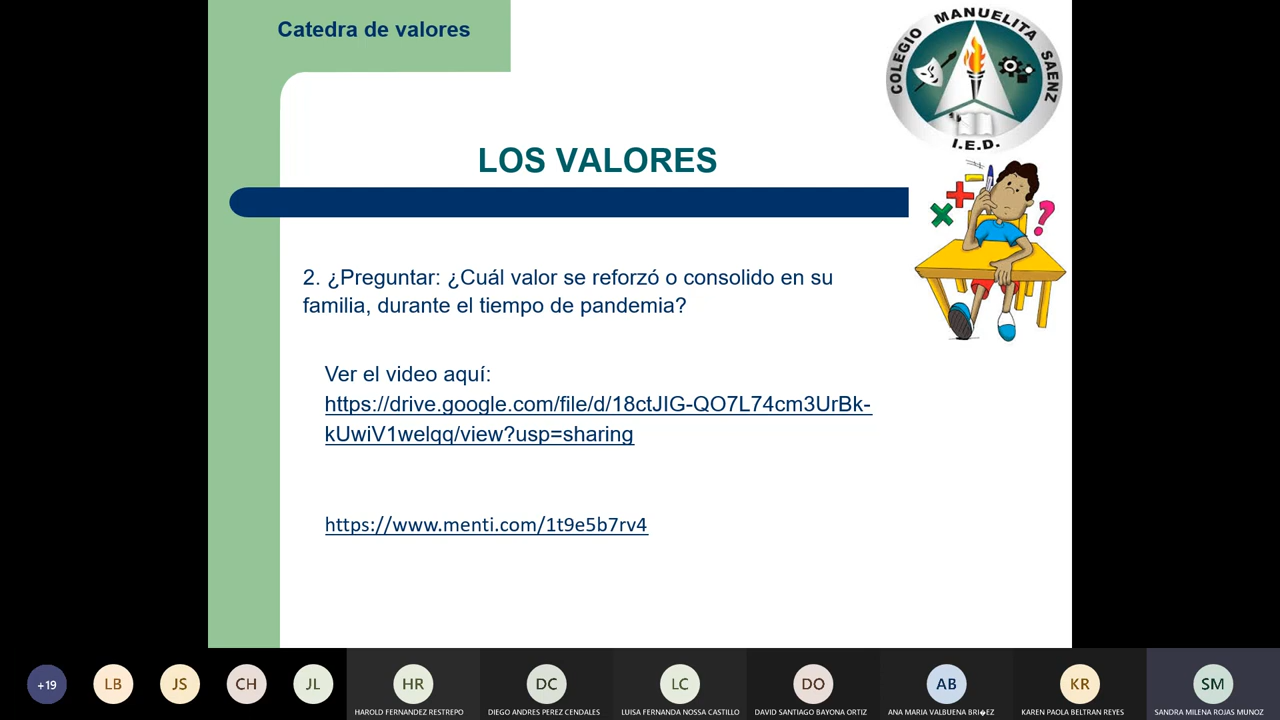 Catedra de valores
COLEGIO MANUELITA SAENZ
I.E.D.
LOS VALORES
2. ¿Preguntar: ¿Cuál valor se reforzó o consolido en su
familia, durante el tiempo de pandemia?
Ver el video aquí:
https://drive.google.com/file/d/18ctJIG-QO7L74cm3UrBk-
kUwiV1welqq/view?usp=sharing
https://www.menti.com/1t9e5b7rv4
+19
LB
JS
CH
JL
HR
DC
LC
DO
AB
KR
SM
HAROLD FERNANDEZ RESTREPO
DIEGO ANDRES PEREZ CENDALES
LUISA FERNANDA NOSSA CASTILLO
DAVID SANTIAGO BAYONA ORTIZ
ANA MARIA VALBUENA BRI�EZ
KAREN PAOLA BELTRAN REYES
SANDRA MILENA ROJAS MUNOZ